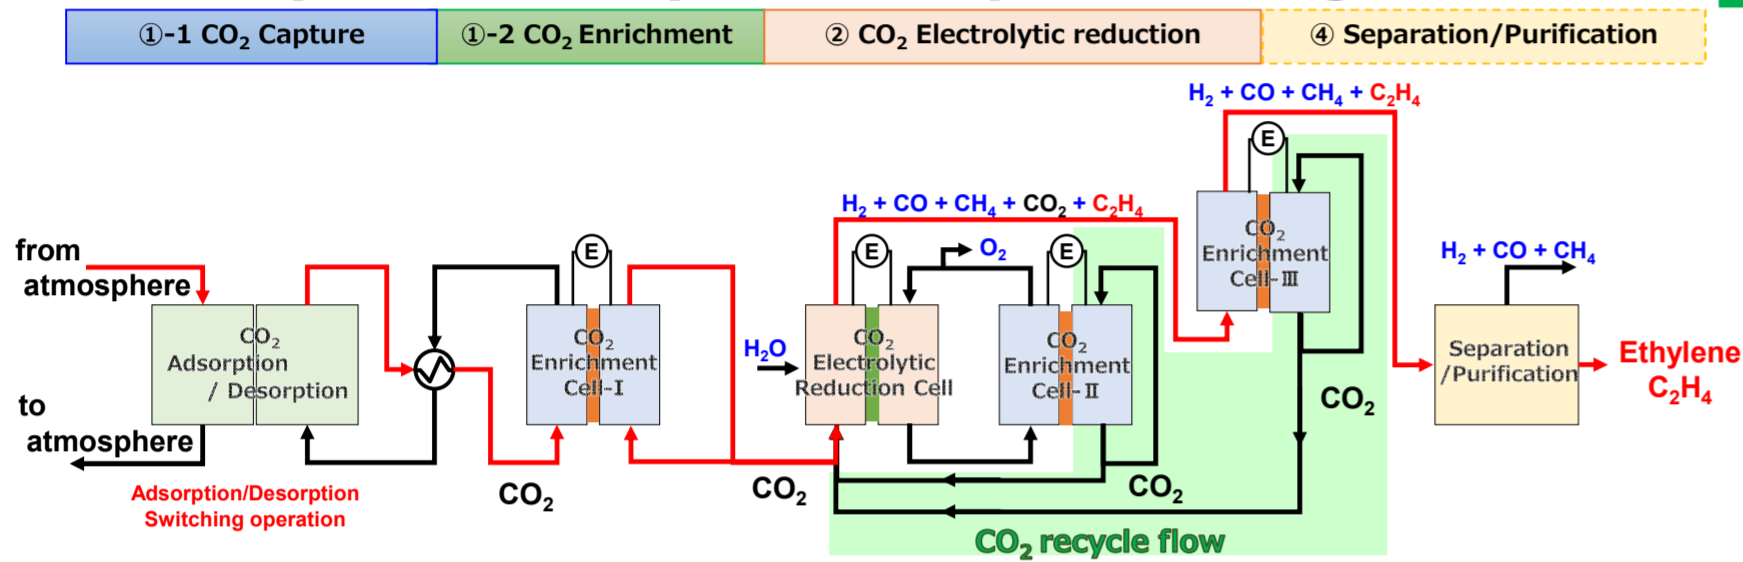 ①-1 CO₂ Capture
①-2 CO₂ Enrichment
② CO₂ Electrolytic reduction
④ Separation/Purification
H₂ + CO + CH₄ + C₂H₄
E
H₂ + CO + CH₄ + CO₂ + C₂H₄
CO₂
Enrichment
Cell-Ⅲ
from
atmosphere
E
E
O₂
E
H₂ + CO + CH₄
CO₂
Adsorption
/ Desorption
CO₂
Enrichment
Cell-Ⅰ
H₂O
CO₂
Electrolytic
Reduction Cell
CO₂
Enrichment
Cell-Ⅱ
Separation
/Purification
Ethylene
C₂H₄
CO₂
to
atmosphere
Adsorption/Desorption
Switching operation
CO₂
CO₂
CO₂
CO₂ recycle flow